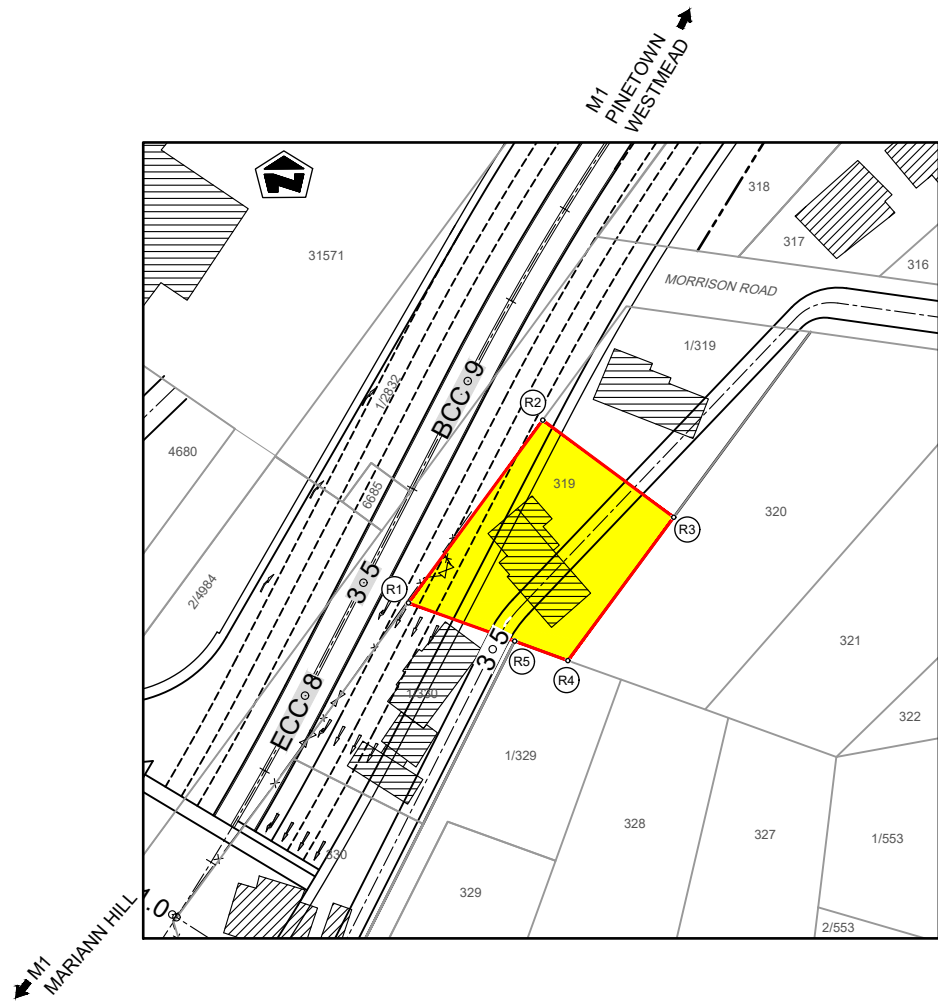 M1
PINETOWN
WESTMEAD
N
318
317
316
31571
MORRISON ROAD
1/319
BCC 9
1/2832
R2
4680
6685
319
R3
320
3 5
R1
2/4984
3 5
R5
R4
321
ECC 8
1/330
322
1/329
328
327
1/553
330
329
2/553
1.0
MARIANN HILL
M1